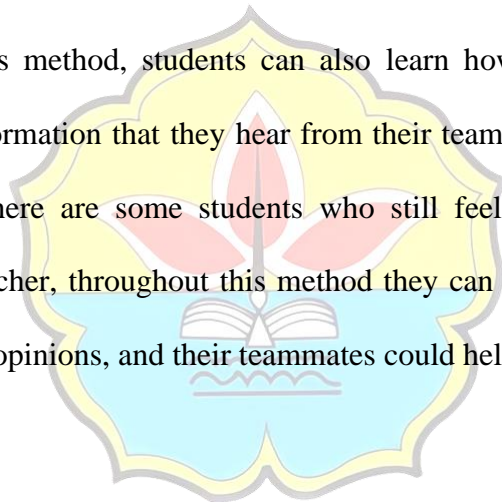 s method, students can also learn how
ormation that they hear from their team
here are some students who still feel
cher, throughout this method they can
opinions, and their teammates could hel